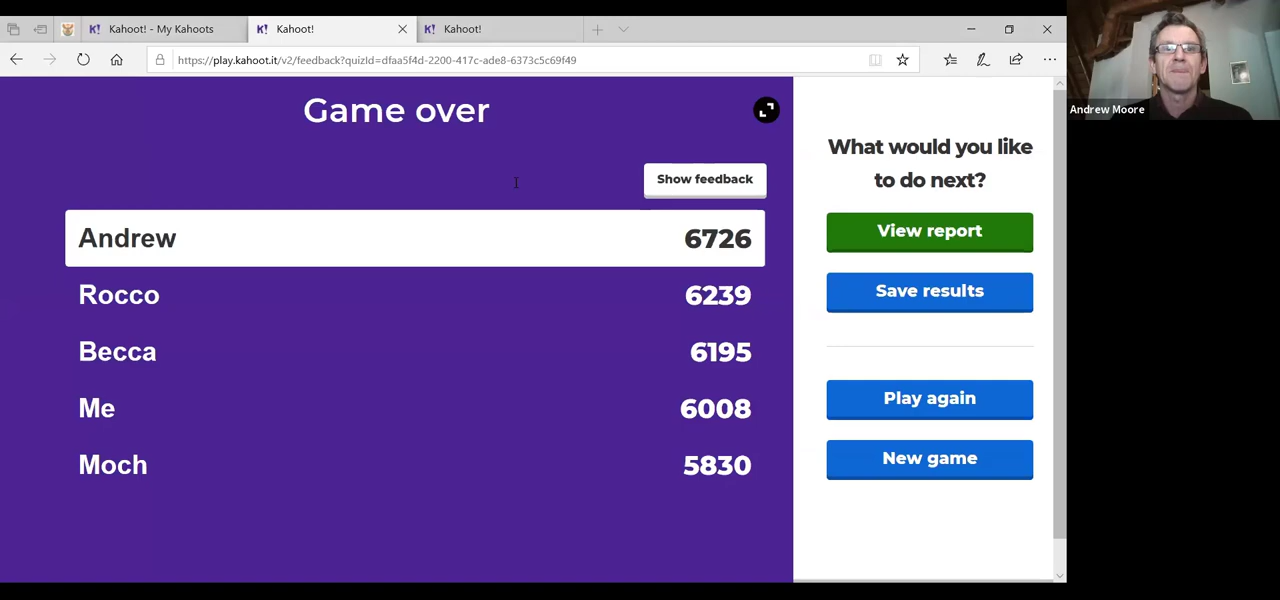 K! Kahoot! - My Kahoots
K! Kahoot!
K! Kahoot!
https://play.kahoot.it/v2/feedback?quizId=dfaa5f4d-2200-417c-ade8-6373c5c69f49
Game over
Show feedback
Andrew 6726
Rocco 6239
Becca 6195
Me 6008
Moch 5830
What would you like
to do next?
View report
Save results
Play again
New game
Andrew Moore